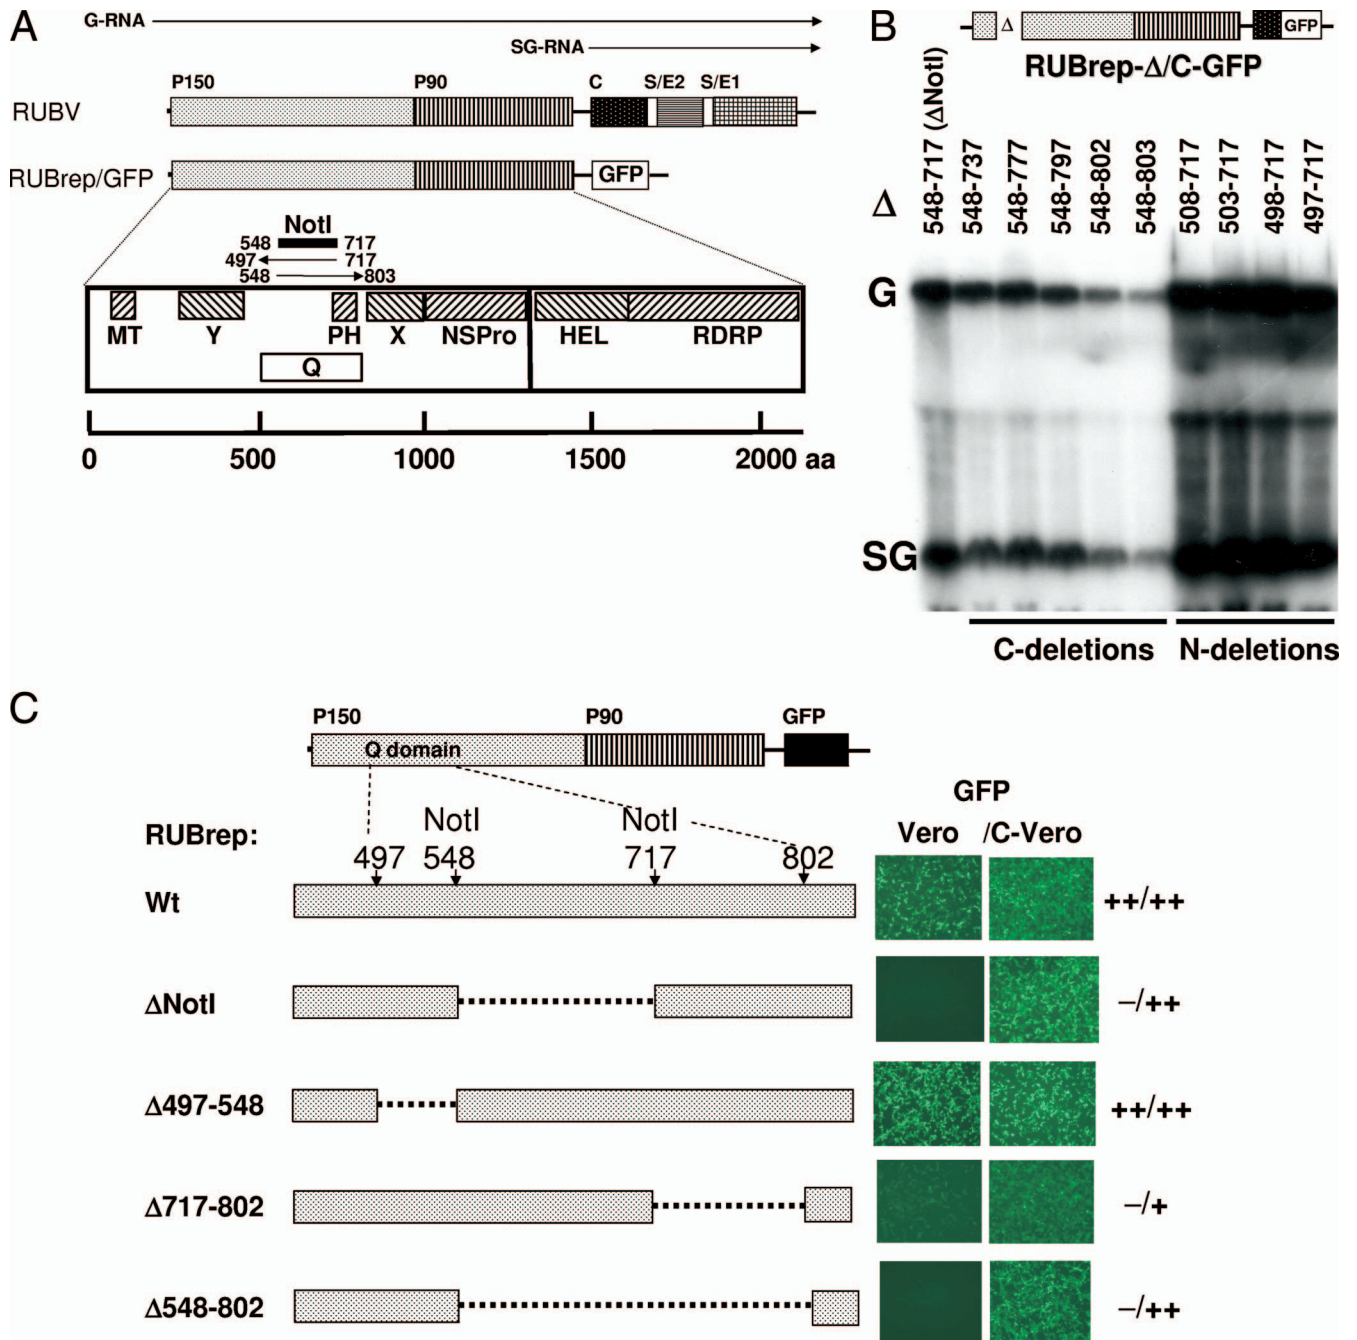 A
G-RNA
SG-RNA
P150 P90 C S/E2 S/E1
RUBV
RUBrep/GFP GFP
NotI
548 717
497 717
548 803
MT Y PH X NSPro HEL RDRP
Q
0 500 1000 1500 2000 aa
B
Δ GFP
RUBrep-Δ/C-GFP
Δ
548-717 (ΔNotI)
548-737
548-777
548-797
548-802
548-803
508-717
503-717
498-717
497-717
G
SG
C-deletions N-deletions
C
P150 P90 GFP
Q domain
GFP
RUBrep: NotI NotI Vero /C-Vero
497 548 717 802
Wt ++/++
ΔNotI –/++
Δ497-548 ++/++
Δ717-802 –/+
Δ548-802 –/++